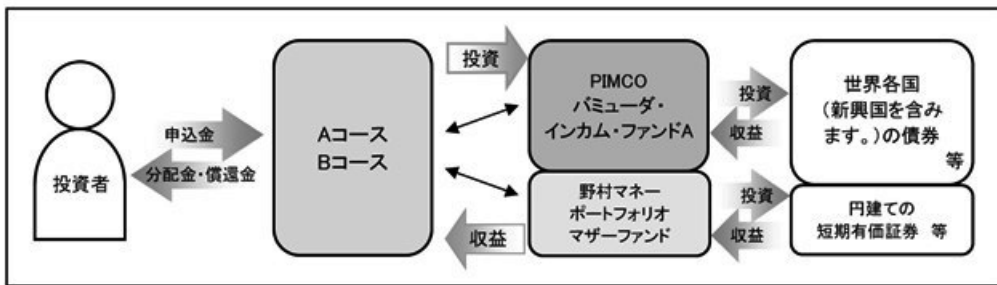 投資者
申込金
分配金・償還金
Aコース
Bコース
投資
収益
PIMCO
バミューダ・
インカム・ファンドA
野村マネー
ポートフォリオ
マザーファンド
投資
収益
投資
収益
世界各国
(新興国を含み
ます。)の債券
等
円建ての
短期有価証券 等